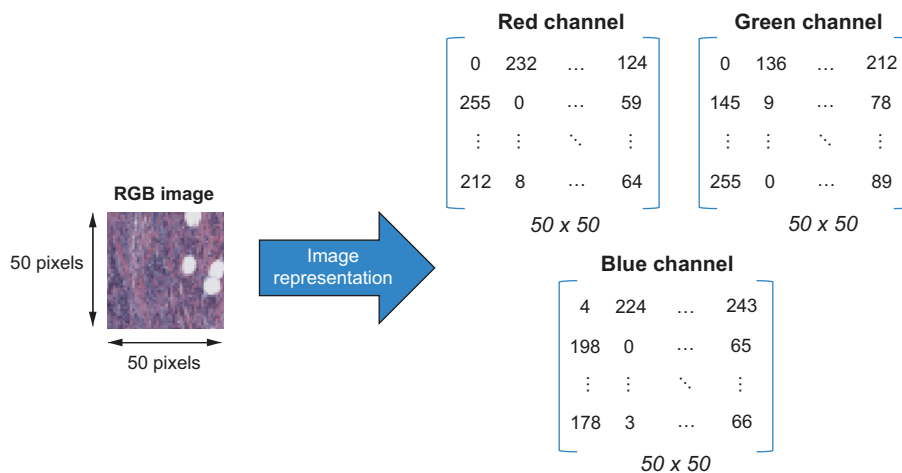 Red channel
0 232 … 124
255 0 … 59
⋮ ⋮ ⋱ ⋮
212 8 … 64
50 x 50
Green channel
0 136 … 212
145 9 … 78
⋮ ⋮ ⋱ ⋮
255 0 … 89
50 x 50
RGB image
50 pixels
50 pixels
Image
representation
Blue channel
4 224 … 243
198 0 … 65
⋮ ⋮ ⋱ ⋮
178 3 … 66
50 x 50